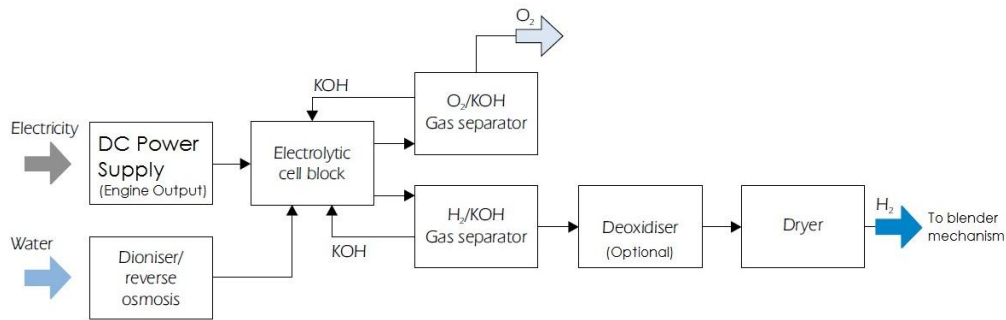 O₂
KOH
O₂/KOH
Gas separator
Electricity
DC Power
Supply
(Engine Output)
Electrolytic
cell block
H₂/KOH
Gas separator
KOH
Deoxidiser
(Optional)
Dryer
H₂
To blender
mechanism
Water
Dioniser/
reverse
osmosis